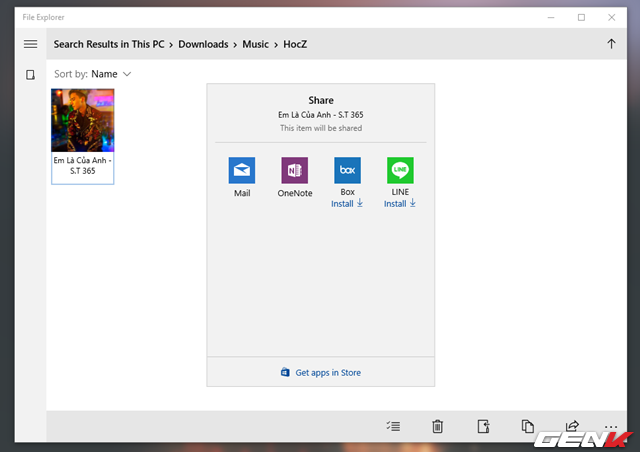 File Explorer
Search Results in This PC › Downloads › Music › HocZ
Sort by: Name
Em Là Của Anh -
S.T 365
Share
Em Là Của Anh - S.T 365
This item will be shared
Mail
OneNote
box
Box
Install
LINE
LINE
Install
Get apps in Store
GENK